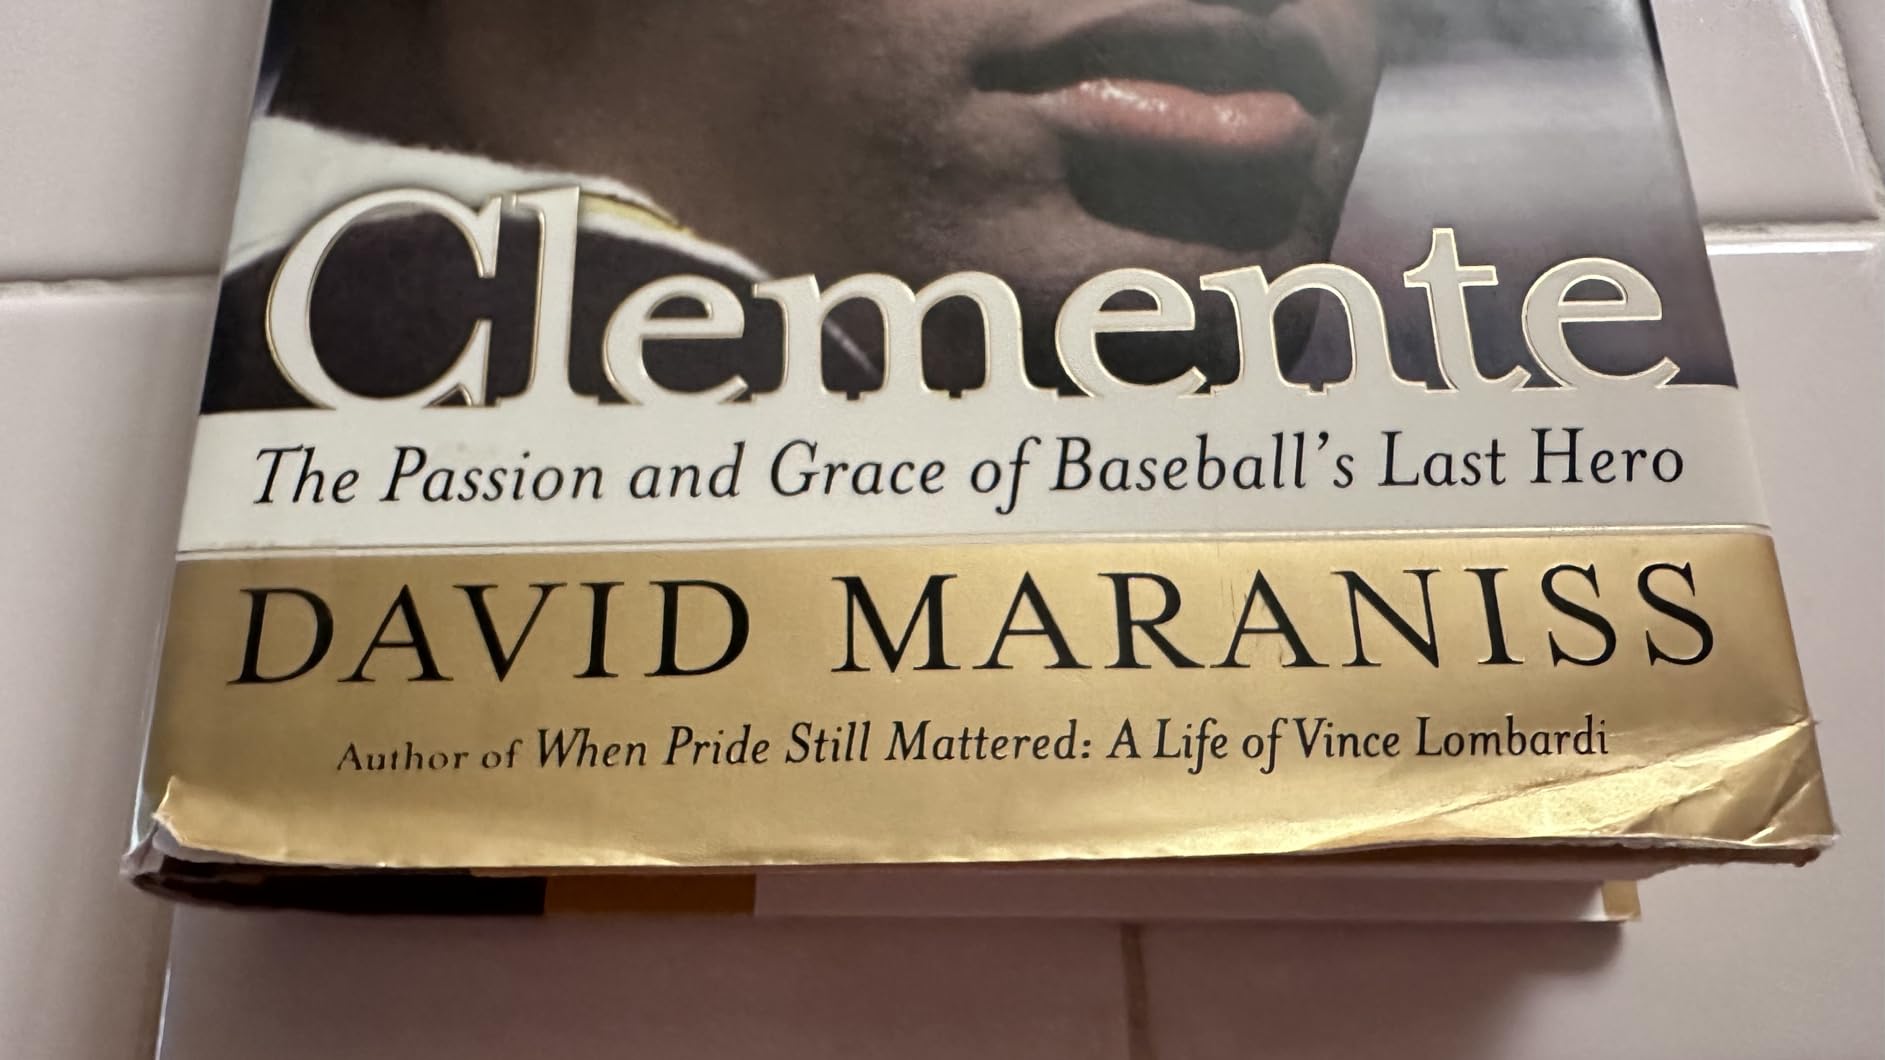 Clemente
The Passion and Grace of Baseball's Last Hero
DAVID MARANISS
Author of When Pride Still Mattered: A Life of Vince Lombardi